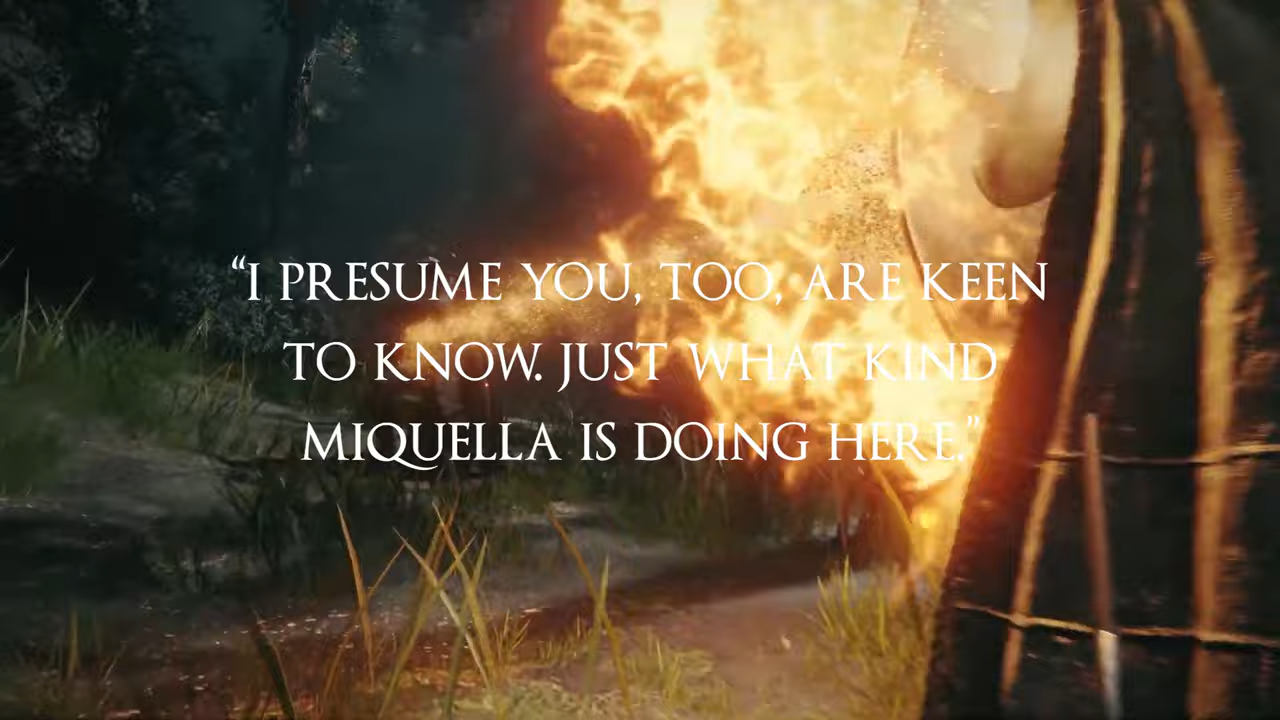 “I PRESUME YOU, TOO, ARE KEEN
TO KNOW. JUST WHAT KIND
MIQUELLA IS DOING HERE.”